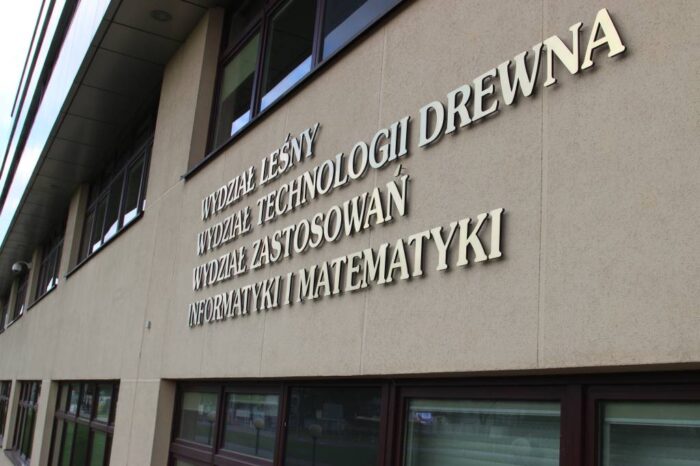 WYDZIAŁ LEŚNY
WYDZIAŁ TECHNOLOGII DREWNA
WYDZIAŁ ZASTOSOWAŃ
INFORMATYKI I MATEMATYKI